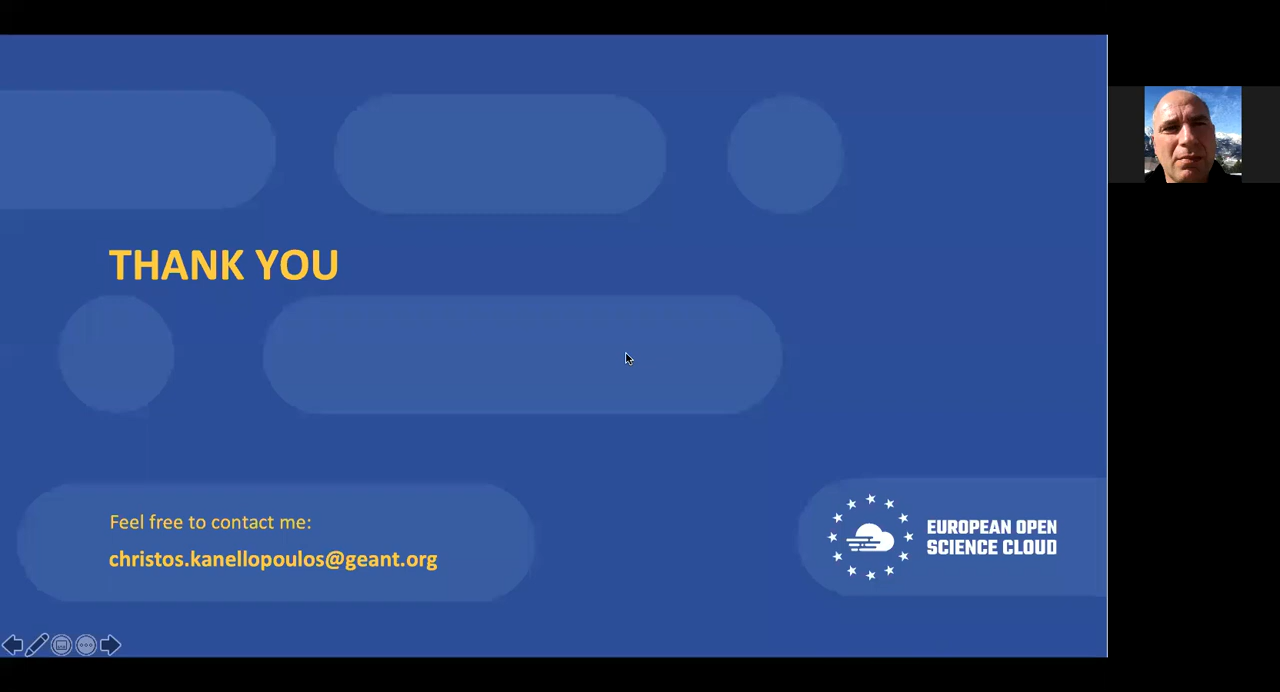 THANK YOU
Feel free to contact me:
christos.kanellopoulos@geant.org
EUROPEAN OPEN
SCIENCE CLOUD